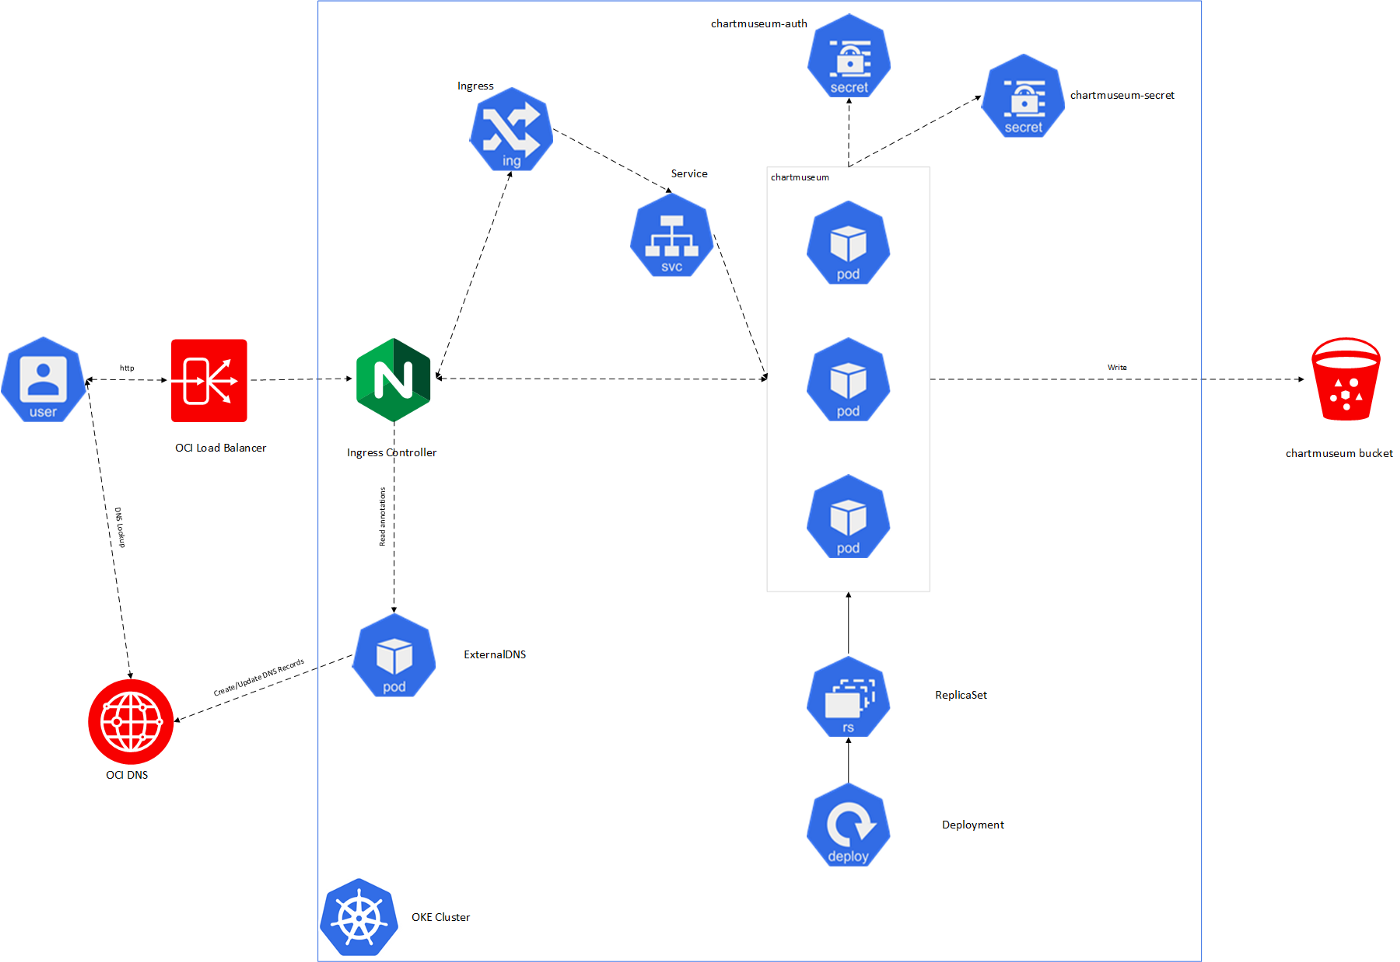 chartmuseum-auth
secret
chartmuseum-secret
secret
Ingress
ing
Service
svc
chartmuseum
pod
pod
pod
user
http
OCI Load Balancer
N
Ingress Controller
Write
chartmuseum bucket
DNS Lookup
Read annotations
pod
ExternalDNS
Create/Update DNS Records
OCI DNS
rs
ReplicaSet
deploy
Deployment
OKE Cluster